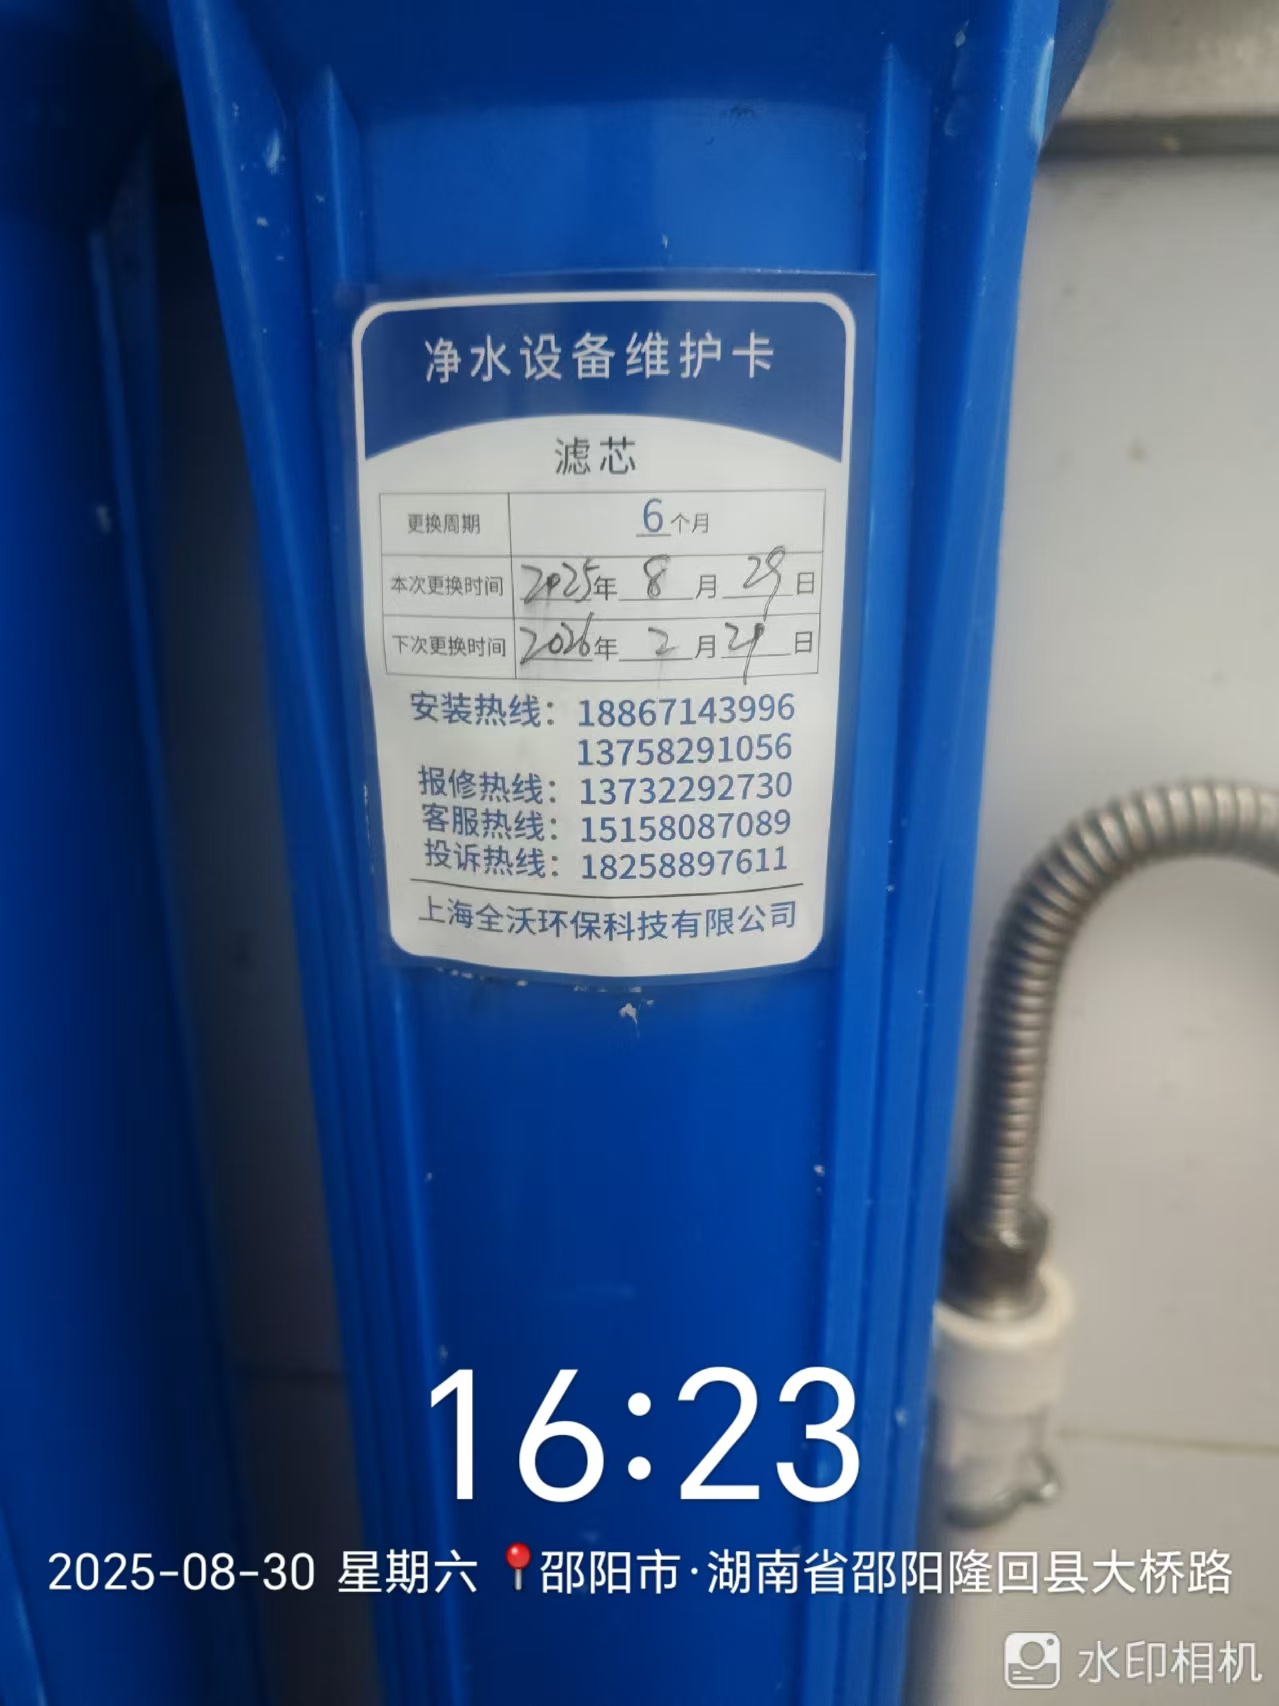 净水设备维护卡
滤芯
更换周期 6个月
本次更换时间 2025年8月29日
下次更换时间 2026年2月29日
安装热线：18867143996
13758291056
报修热线：13732292730
客服热线：15158087089
投诉热线：18258897611
上海全沃环保科技有限公司
16:23
2025-08-30 星期六 📍邵阳市·湖南省邵阳隆回县大桥路
水印相机